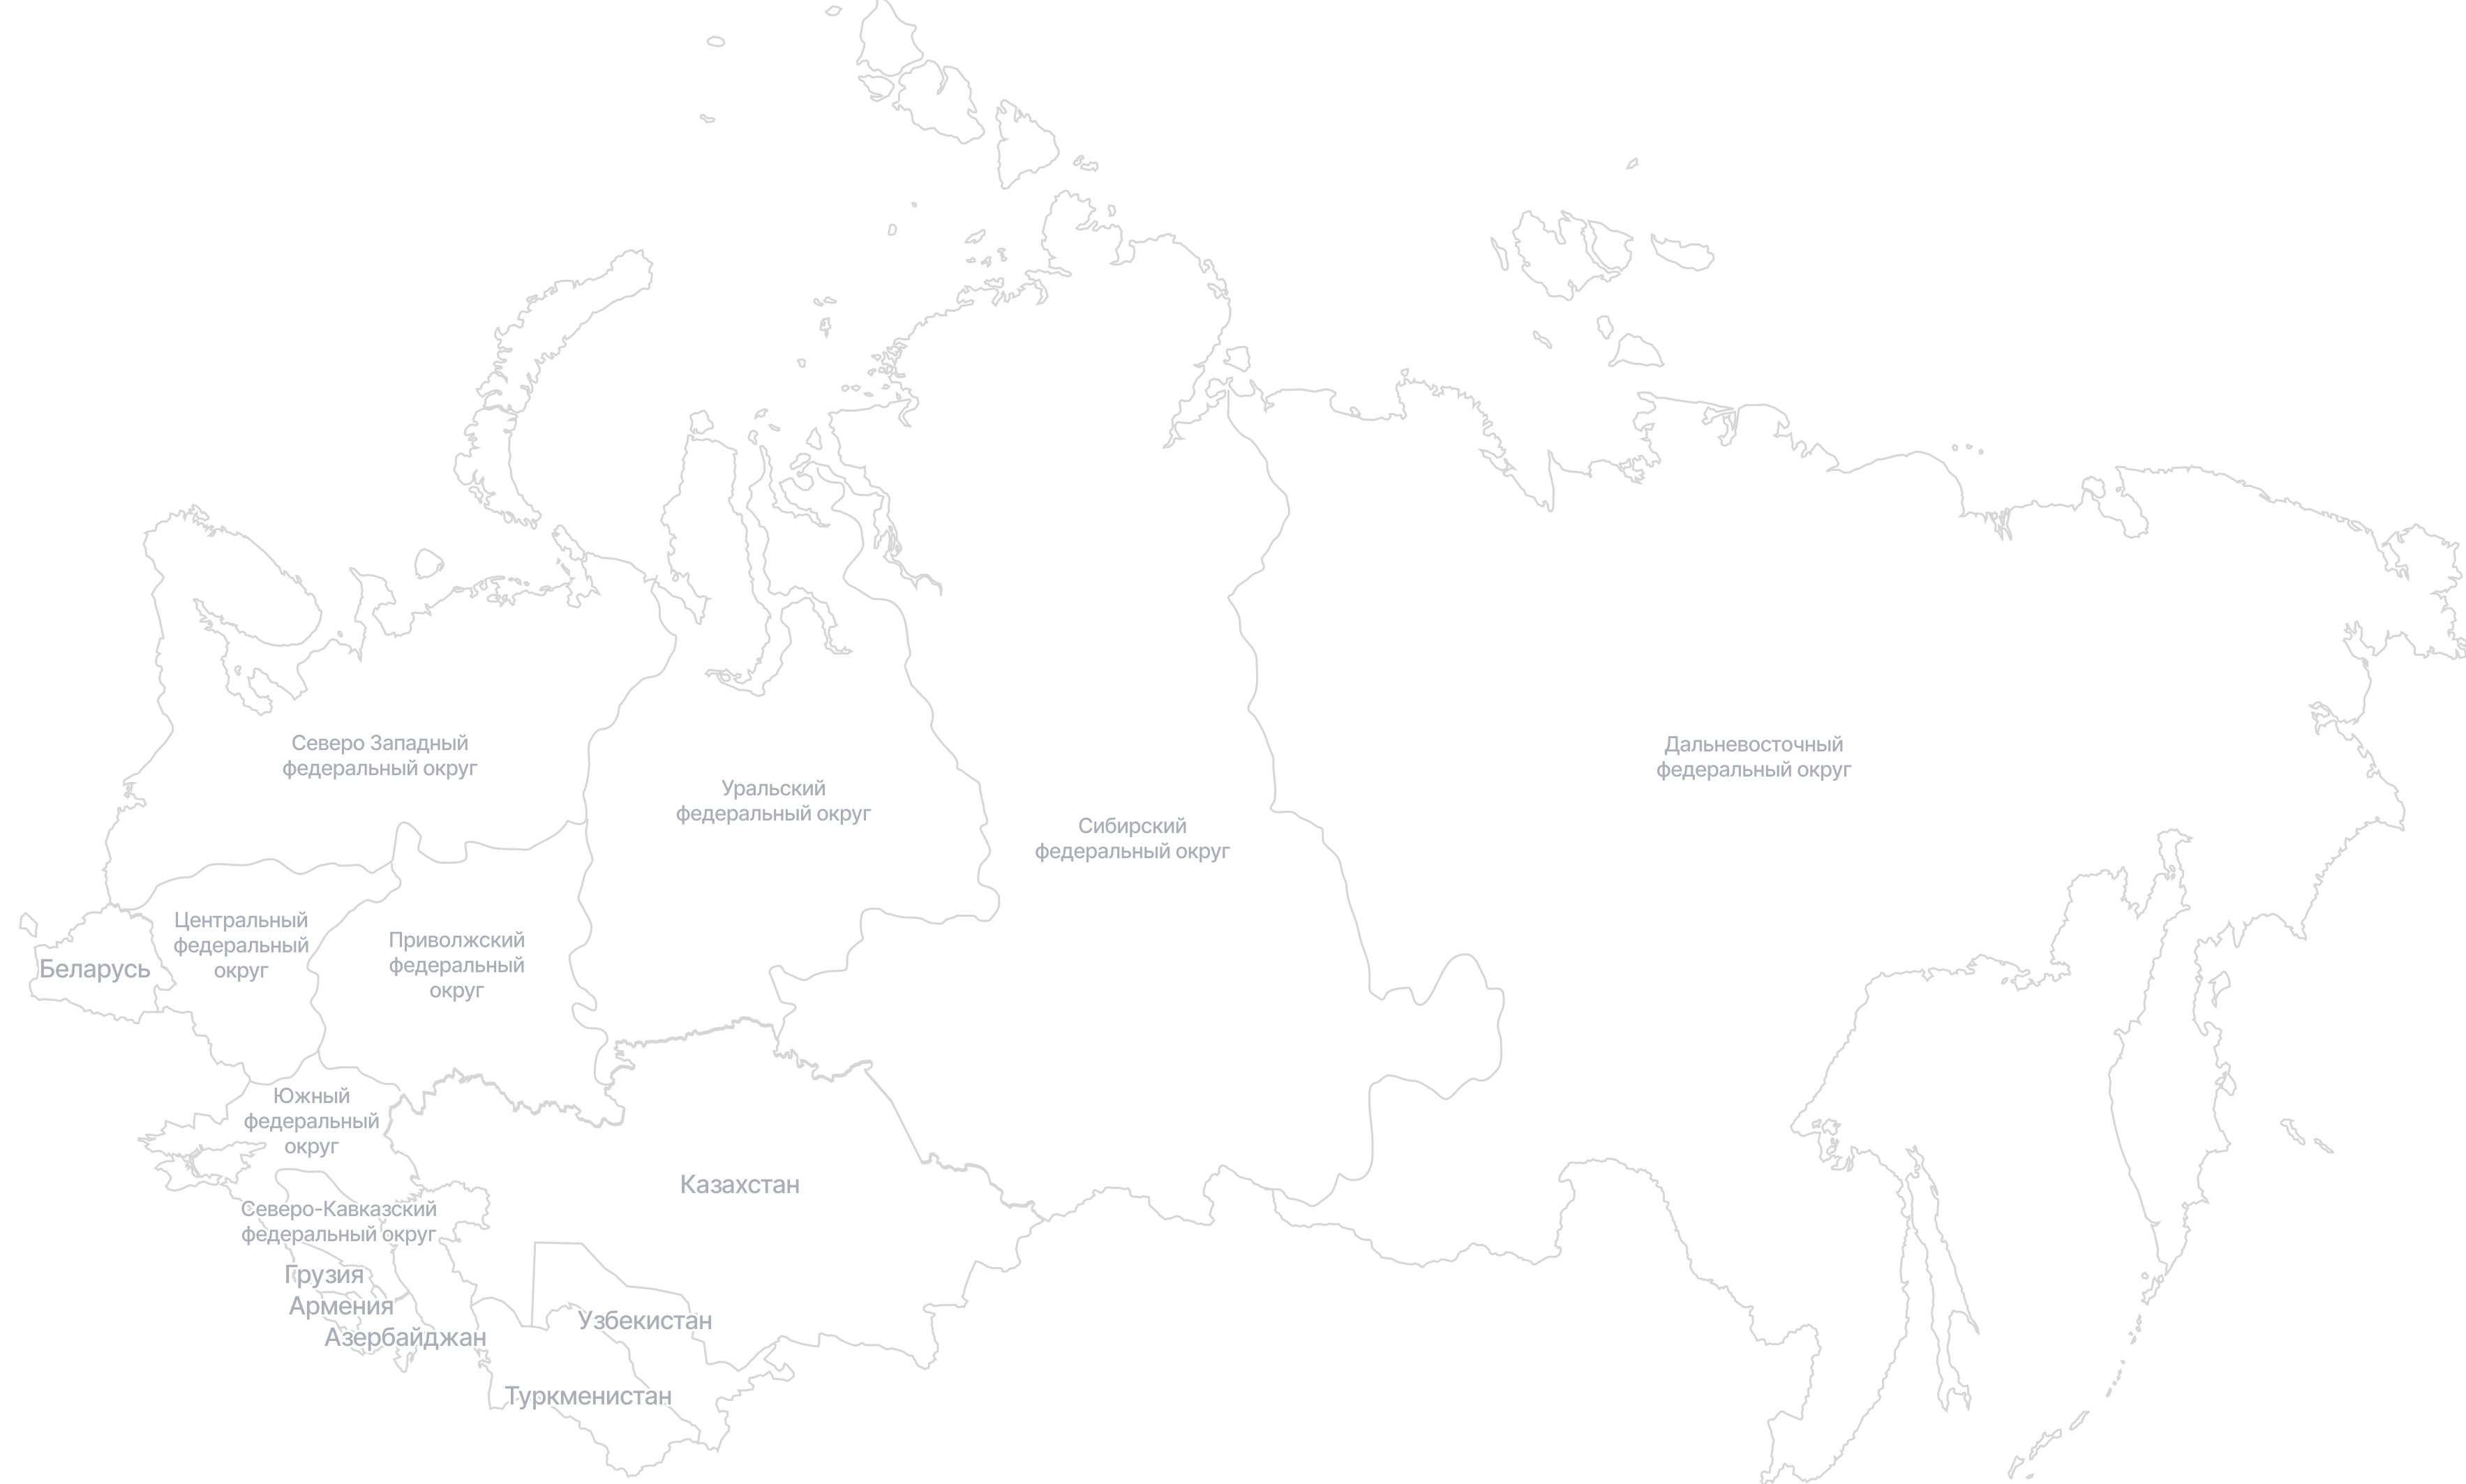 Северо Западный
федеральный округ
Дальневосточный
федеральный округ
Уральский
федеральный округ
Сибирский
федеральный округ
Центральный
федеральный
округ
Приволжский
федеральный
округ
Беларусь
Южный
федеральный
округ
Казахстан
Северо-Кавказский
федеральный округ
Грузия
Армения
Узбекистан
Азербайджан
Туркменистан